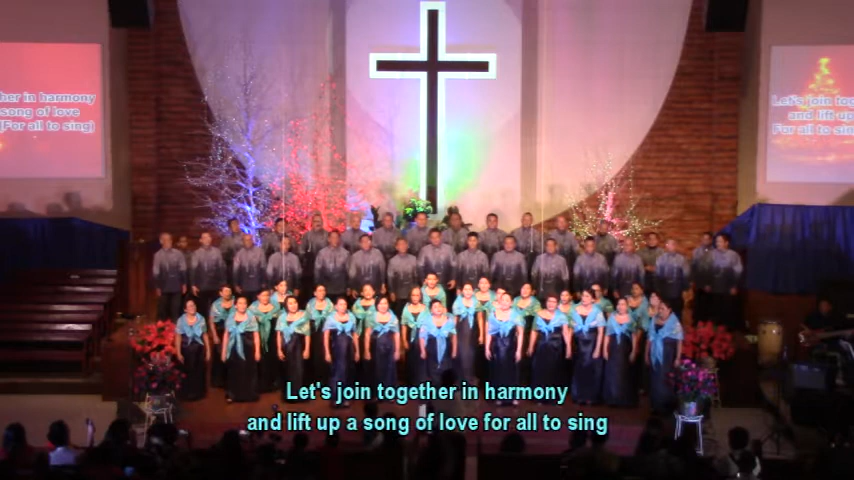 her in harmony
song of love
(For all to sing)
Let's join tog
and lift up
For all to sin
Let's join together in harmony
and lift up a song of love for all to sing